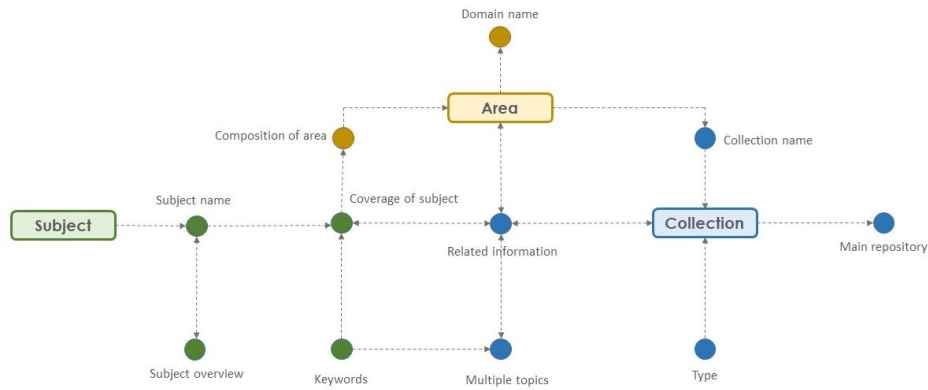 Domain name
Area
Composition of area
Collection name
Subject name
Coverage of subject
Subject
Collection
Related information
Main repository
Subject overview
Keywords
Multiple topics
Type